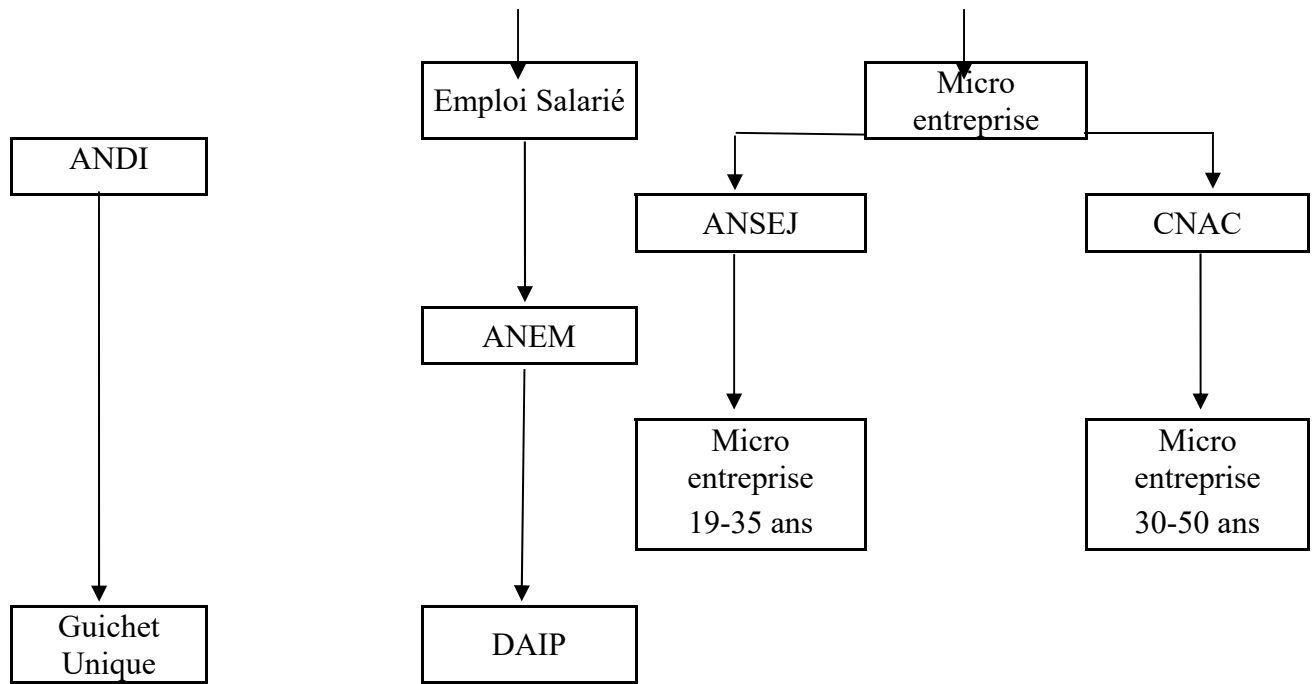 Emploi Salarié
Micro
entreprise
ANDI
ANSEJ
CNAC
ANEM
Micro
entreprise
19-35 ans
Micro
entreprise
30-50 ans
Guichet
Unique
DAIP